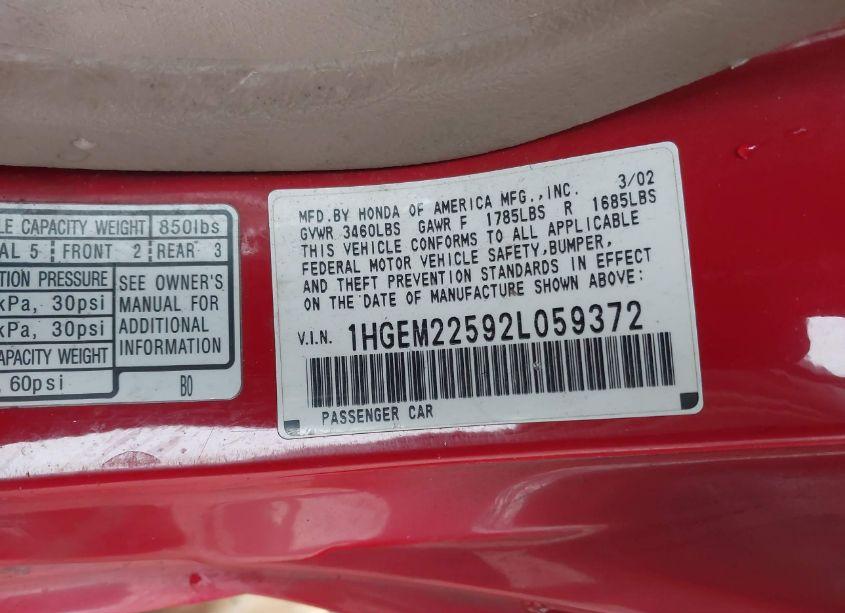 LE CAPACITY WEIGHT 850lbs
AL 5 FRONT 2 REAR 3
TION PRESSURE
kPa, 30psi
kPa, 30psi
CAPACITY WEIGHT
, 60psi
SEE OWNER'S
MANUAL FOR
ADDITIONAL
INFORMATION
B0
MFD.BY HONDA OF AMERICA MFG.,INC. 3/02
GVWR 3460LBS GAWR F 1785LBS R 1685LBS
THIS VEHICLE CONFORMS TO ALL APPLICABLE
FEDERAL MOTOR VEHICLE SAFETY,BUMPER,
AND THEFT PREVENTION STANDARDS IN EFFECT
ON THE DATE OF MANUFACTURE SHOWN ABOVE:
V.I.N. 1HGEM22592L059372
PASSENGER CAR